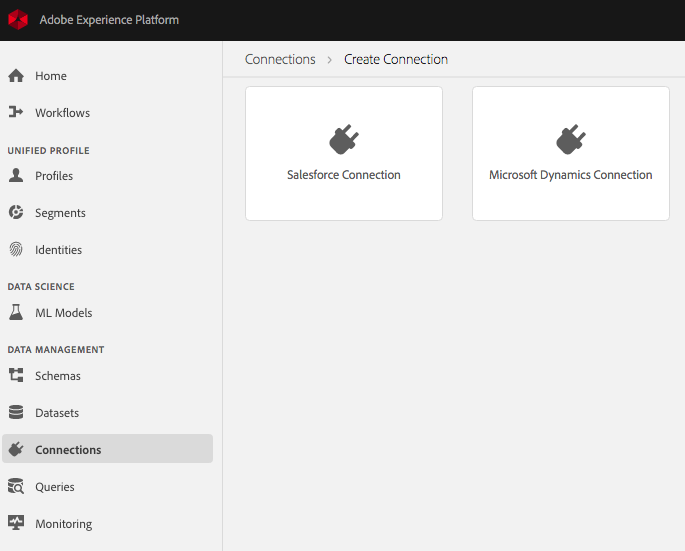 Adobe Experience Platform
Home
Workflows
UNIFIED PROFILE
Profiles
Segments
Identities
DATA SCIENCE
ML Models
DATA MANAGEMENT
Schemas
Datasets
Connections
Queries
Monitoring
Connections > Create Connection
Salesforce Connection
Microsoft Dynamics Connection